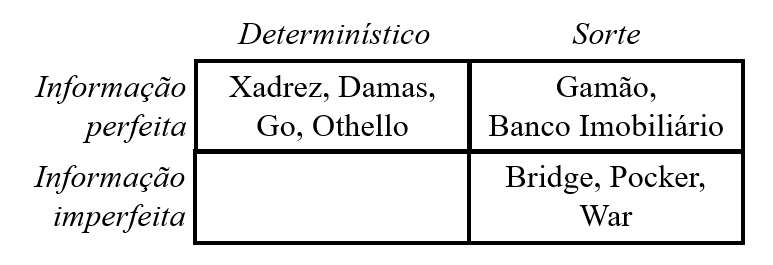 Determinístico Sorte
Informação perfeita
Xadrez, Damas,
Go, Othello
Gamão,
Banco Imobiliário
Informação imperfeita
Bridge, Pocker,
War